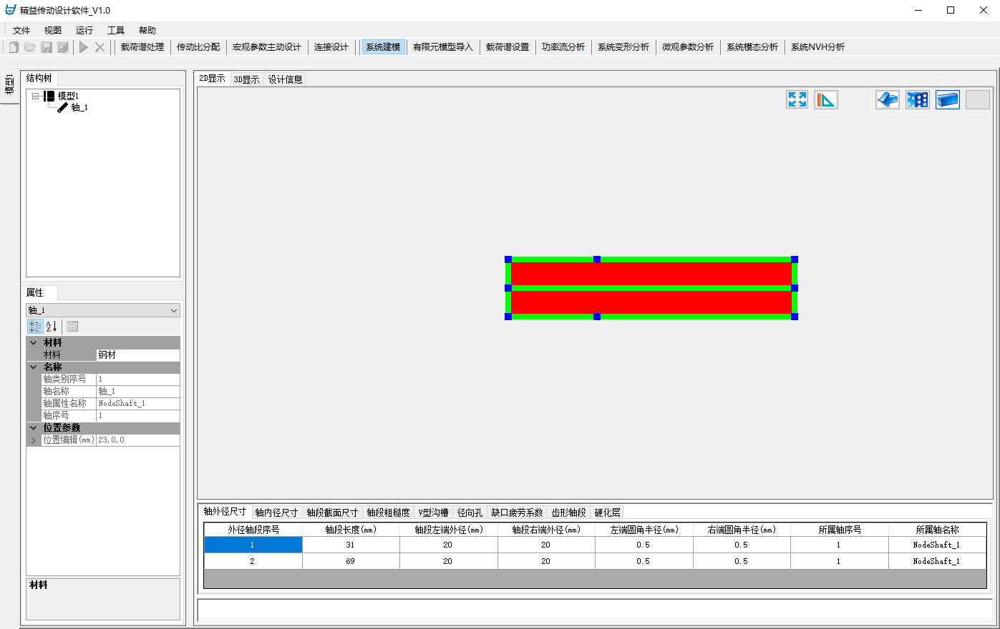 精益传动设计软件_V1.0
文件 视图 运行 工具 帮助
载荷谱处理 传动比分配 宏观参数主动设计 连接设计 系统建模 有限元模型导入 载荷谱设置 功率流分析 系统变形分析 微观参数分析 系统模态分析 系统NVH分析
模型1
结构树
模型1
轴_1
属性
轴_1
材料
材料 钢材
名称
轴类别序号 1
轴名称 轴_1
轴属性名称 NodeShaft_1
轴序号 1
位置参数
位置编辑(mm) 23,0,0
材料
2D显示 3D显示 设计信息
轴外径尺寸 轴内径尺寸 轴段截面尺寸 轴段粗糙度 V型沟槽 径向孔 缺口疲劳系数 齿形轴段 硬化层
外径轴段序号 轴段长度(mm) 轴段左端外径(mm) 轴段右端外径(mm) 左端圆角半径(mm) 右端圆角半径(mm) 所属轴序号 所属轴名称
1 31 20 20 0.5 0.5 1 NodeShaft_1
2 69 20 20 0.5 0.5 1 NodeShaft_1